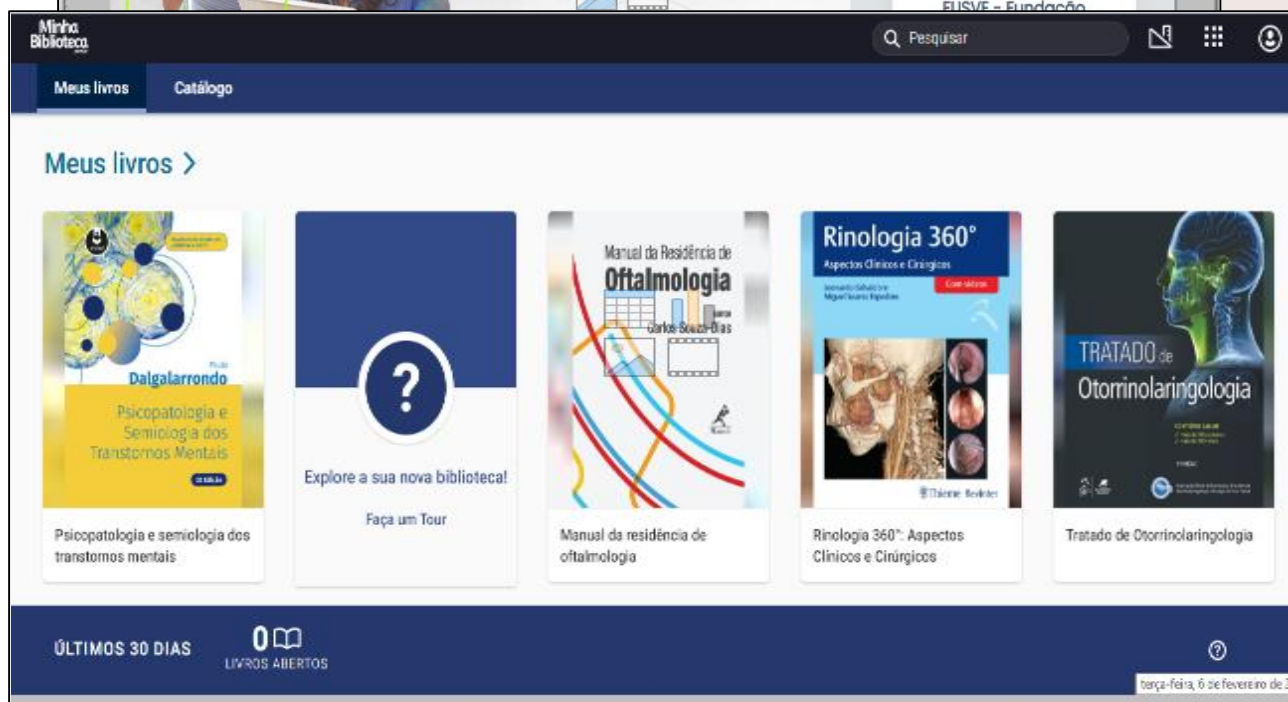 FUSVE - Fundação
Minha
Biblioteca
Pesquisar
Meus livros
Catálogo
Meus livros >
Paulo
Dalgalarrondo
Psicopatologia e
Semiologia dos
Transtornos Mentais
Psicopatologia e semiologia dos
transtornos mentais
?
Explore a sua nova biblioteca!
Faça um Tour
Manual da Residência de
Oftalmologia
Carlos Souza-Dias
Manual da residência de
oftalmologia
Rinologia 360°
Aspectos Clínicos e Cirúrgicos
Com vídeos
Thieme Revinter
Rinologia 360°: Aspectos
Clínicos e Cirúrgicos
TRATADO de
Otorrinolaringologia
Tratado de Otorrinolaringologia
ÚLTIMOS 30 DIAS
0
LIVROS ABERTOS
terça-feira, 6 de fevereiro de